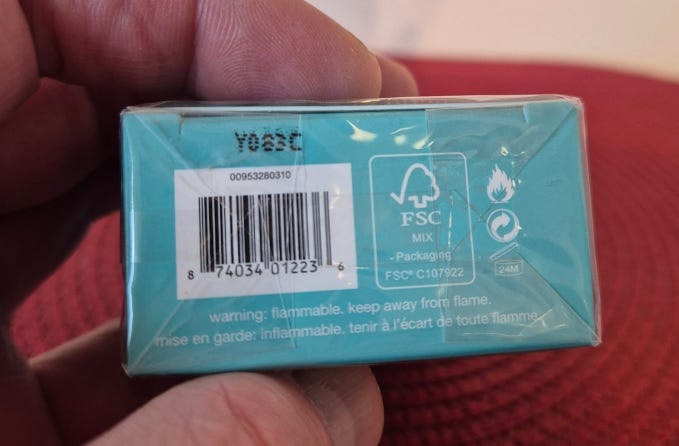 Y083C
00953280310
8 74034 01223 6
FSC
MIX
Packaging
FSC® C107922
24M
warning: flammable. keep away from flame.
mise en garde: inflammable. tenir à l'écart de toute flamme.